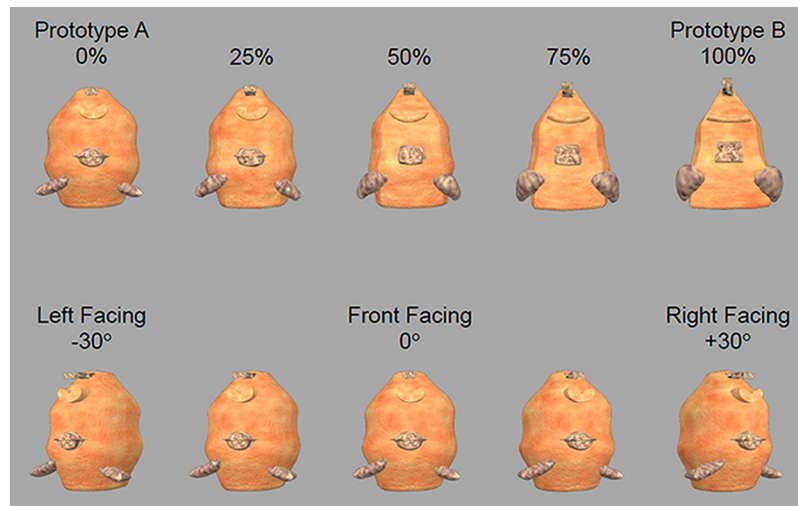 Prototype A
0%
25%
50%
75%
Prototype B
100%
Left Facing
-30°
Front Facing
0°
Right Facing
+30°